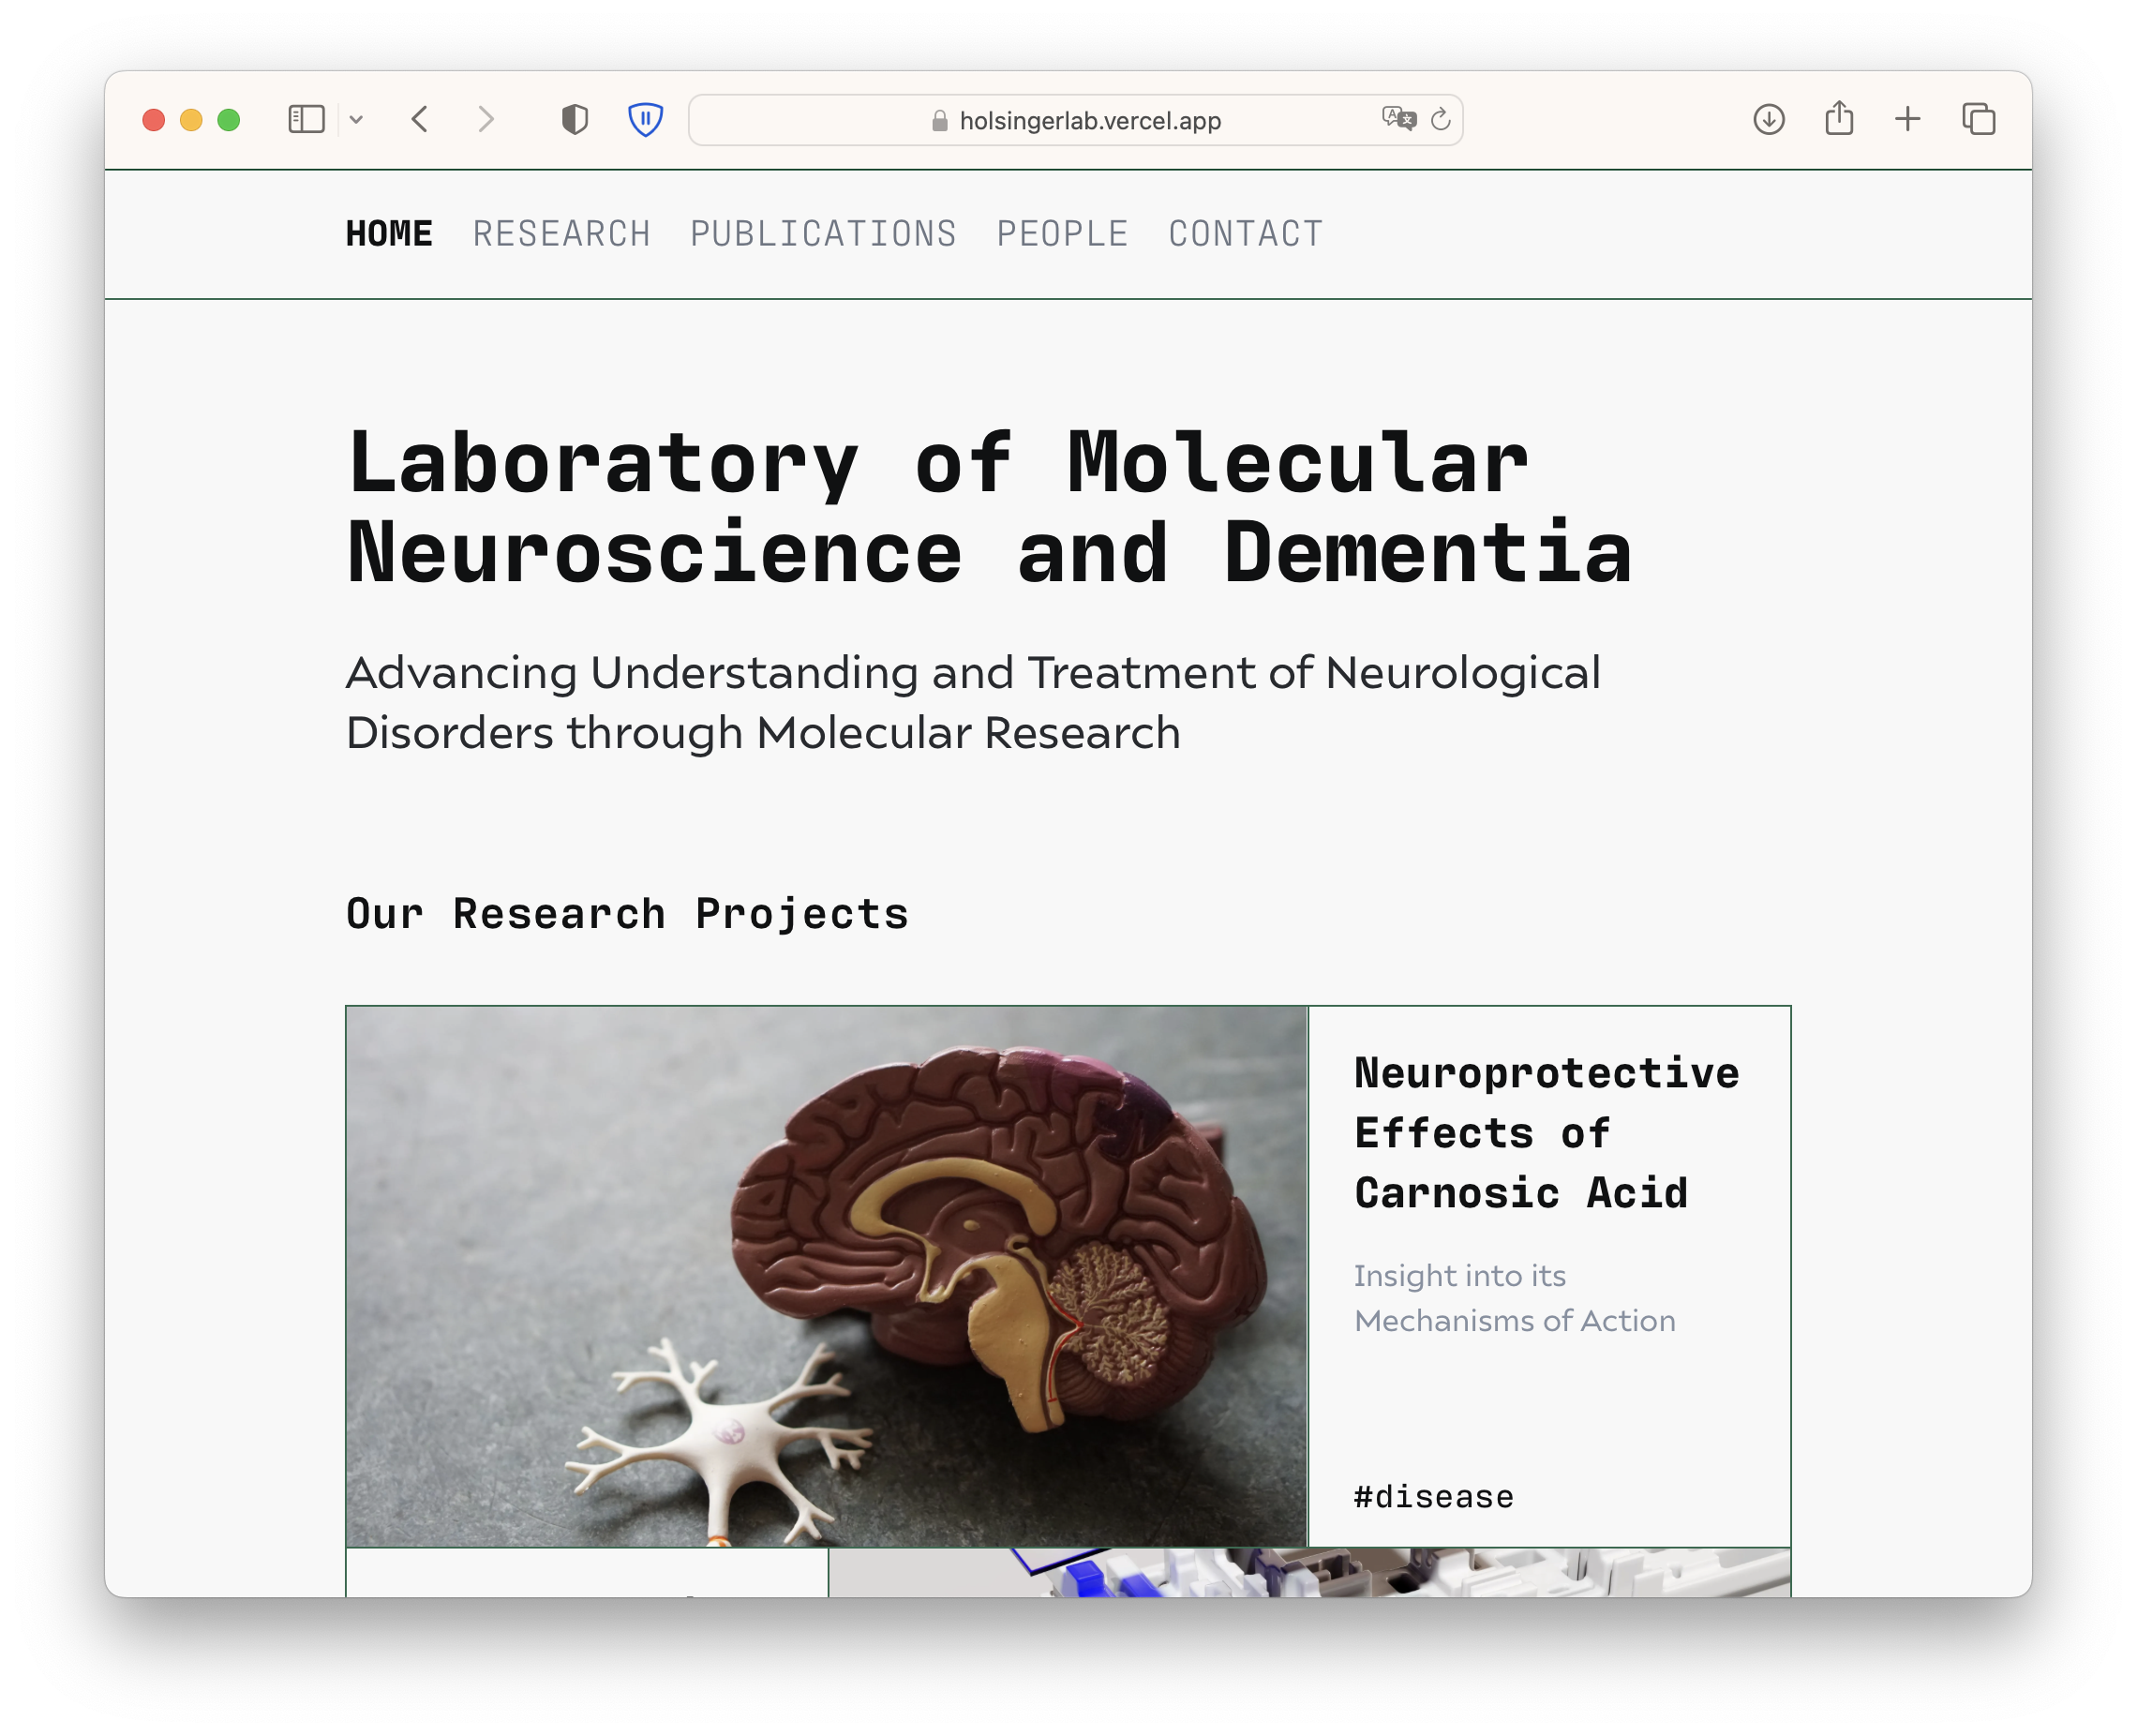 holsingerlab.vercel.app
HOME RESEARCH PUBLICATIONS PEOPLE CONTACT
Laboratory of Molecular
Neuroscience and Dementia
Advancing Understanding and Treatment of Neurological
Disorders through Molecular Research
Our Research Projects
Neuroprotective
Effects of
Carnosic Acid
Insight into its
Mechanisms of Action
#disease